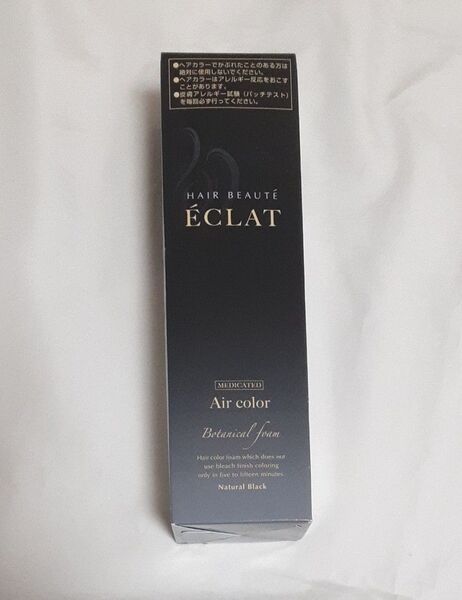 ●ヘアカラーでかぶれたことのある方は
絶対に使用しないでください。
●ヘアカラーはアレルギー反応をおこす
ことがあります。
●皮膚アレルギー試験(パッチテスト)
を毎回必ず行ってください。
HAIR BEAUTÉ
ÉCLAT
MEDICATED
Air color
Botanical foam
Hair color foam which does not
use bleach finish coloring
only in five to fifteen minutes.
Natural Black